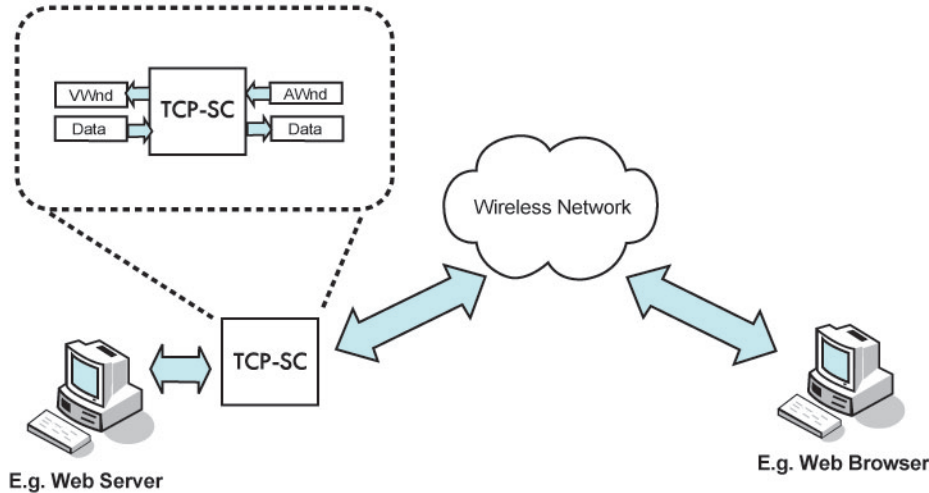 VWnd
TCP-SC
AWnd
Data
Data
Wireless Network
TCP-SC
E.g. Web Server
E.g. Web Browser